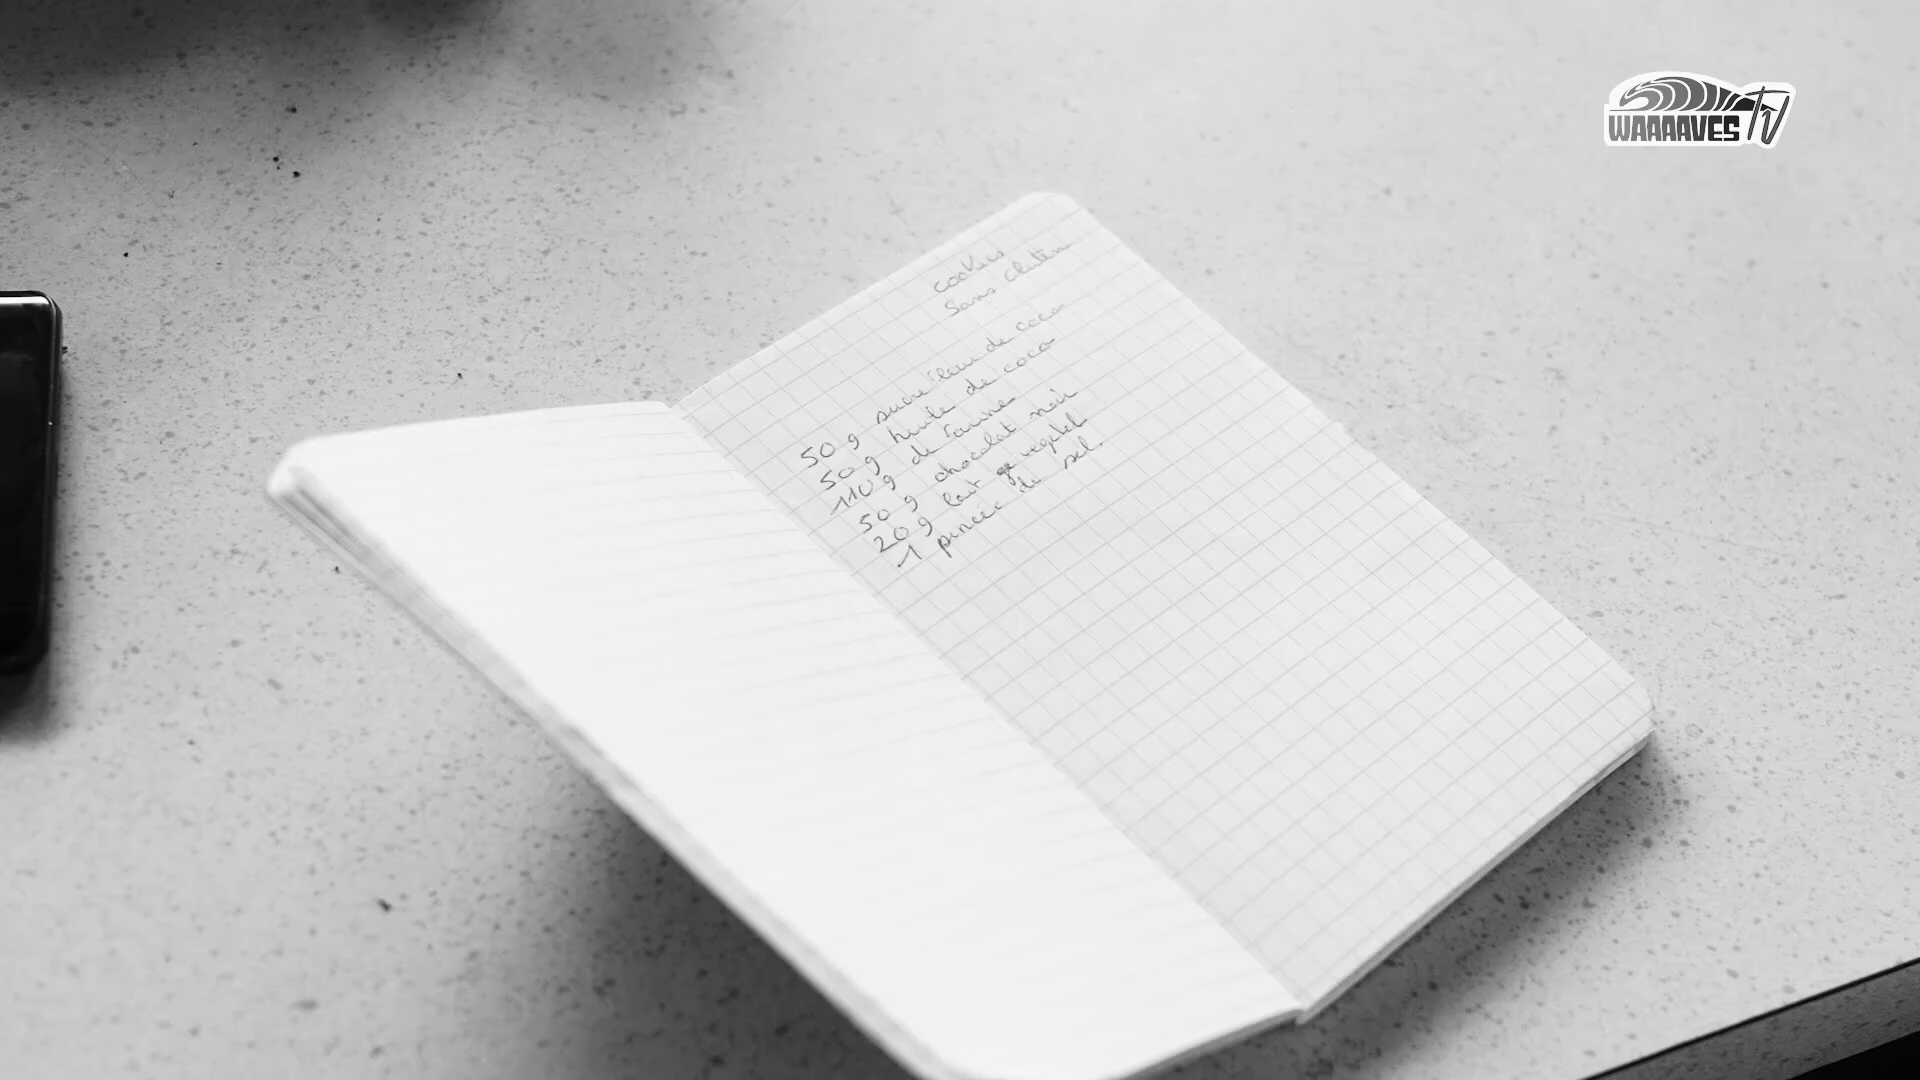 WAAAAVES TV
cookies
Sans Gluten
50 g sucre fleur de coco
50 g huile de coco
110 g de farine
50 g chocolat noir
20 g lait végétal
1 pincée de sel.